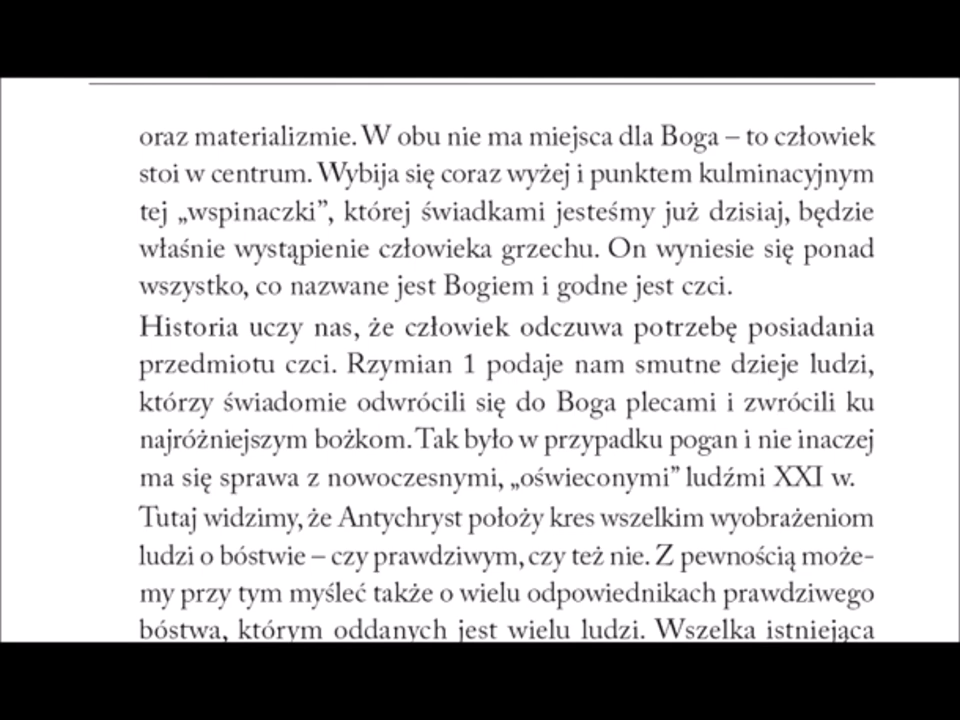 oraz materializmie. W obu nie ma miejsca dla Boga – to człowiek
stoi w centrum. Wybija się coraz wyżej i punktem kulminacyjnym
tej „wspinaczki”, której świadkami jesteśmy już dzisiaj, będzie
właśnie wystąpienie człowieka grzechu. On wyniesie się ponad
wszystko, co nazwane jest Bogiem i godne jest czci.
Historia uczy nas, że człowiek odczuwa potrzebę posiadania
przedmiotu czci. Rzymian 1 podaje nam smutne dzieje ludzi,
którzy świadomie odwrócili się do Boga plecami i zwrócili ku
najróżniejszym bożkom. Tak było w przypadku pogan i nie inaczej
ma się sprawa z nowoczesnymi, „oświeconymi” ludźmi XXI w.
Tutaj widzimy, że Antychryst położy kres wszelkim wyobrażeniom
ludzi o bóstwie – czy prawdziwym, czy też nie. Z pewnością może-
my przy tym myśleć także o wielu odpowiednikach prawdziwego
bóstwa, którym oddanych jest wielu ludzi. Wszelka istniejąca